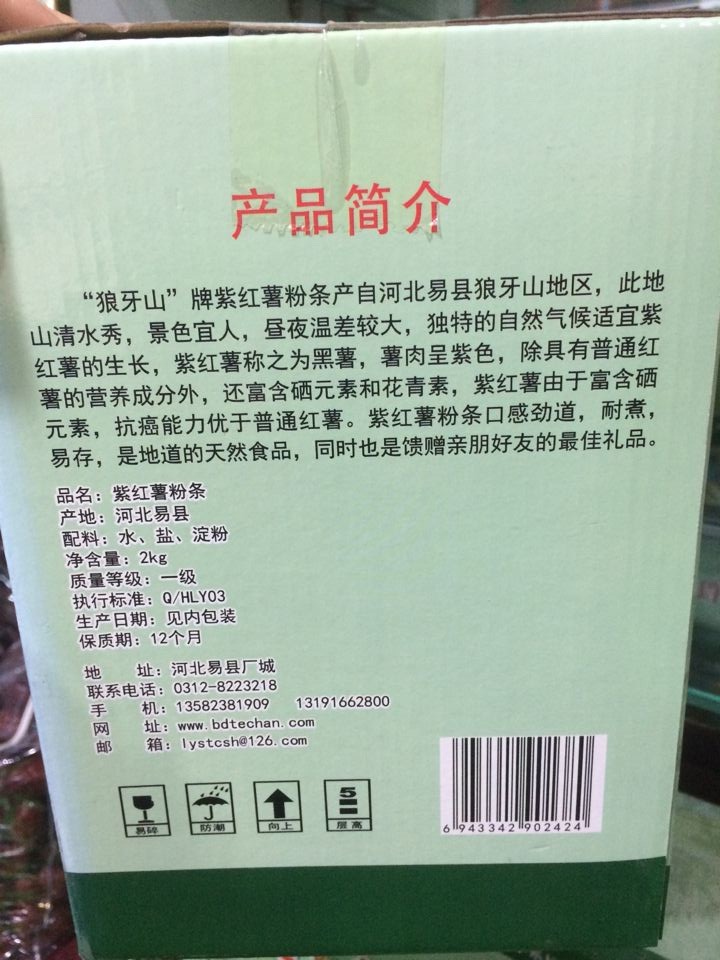 产品简介
“狼牙山”牌紫红薯粉条产自河北易县狼牙山地区，此地
山清水秀，景色宜人，昼夜温差较大，独特的自然气候适宜紫
红薯的生长，紫红薯称之为黑薯，薯肉呈紫色，除具有普通红
薯的营养成分外，还富含硒元素和花青素，紫红薯由于富含硒
元素，抗癌能力优于普通红薯。紫红薯粉条口感劲道，耐煮，
易存，是地道的天然食品，同时也是馈赠亲朋好友的最佳礼品。
品名：紫红薯粉条
产地：河北易县
配料：水、盐、淀粉
净含量：2kg
质量等级：一级
执行标准：Q/HLY03
生产日期：见内包装
保质期：12个月
地　　址：河北易县厂城
联系电话：0312-8223218
手　　机：13582381909　13191662800
网　　址：www.bdtechan.com
邮　　箱：lystcsh@126.com
易碎 防潮 向上 5 层高
6 943342 902424